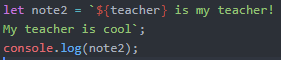 let note2 = `${teacher} is my teacher!
My teacher is cool`;
console.log(note2);